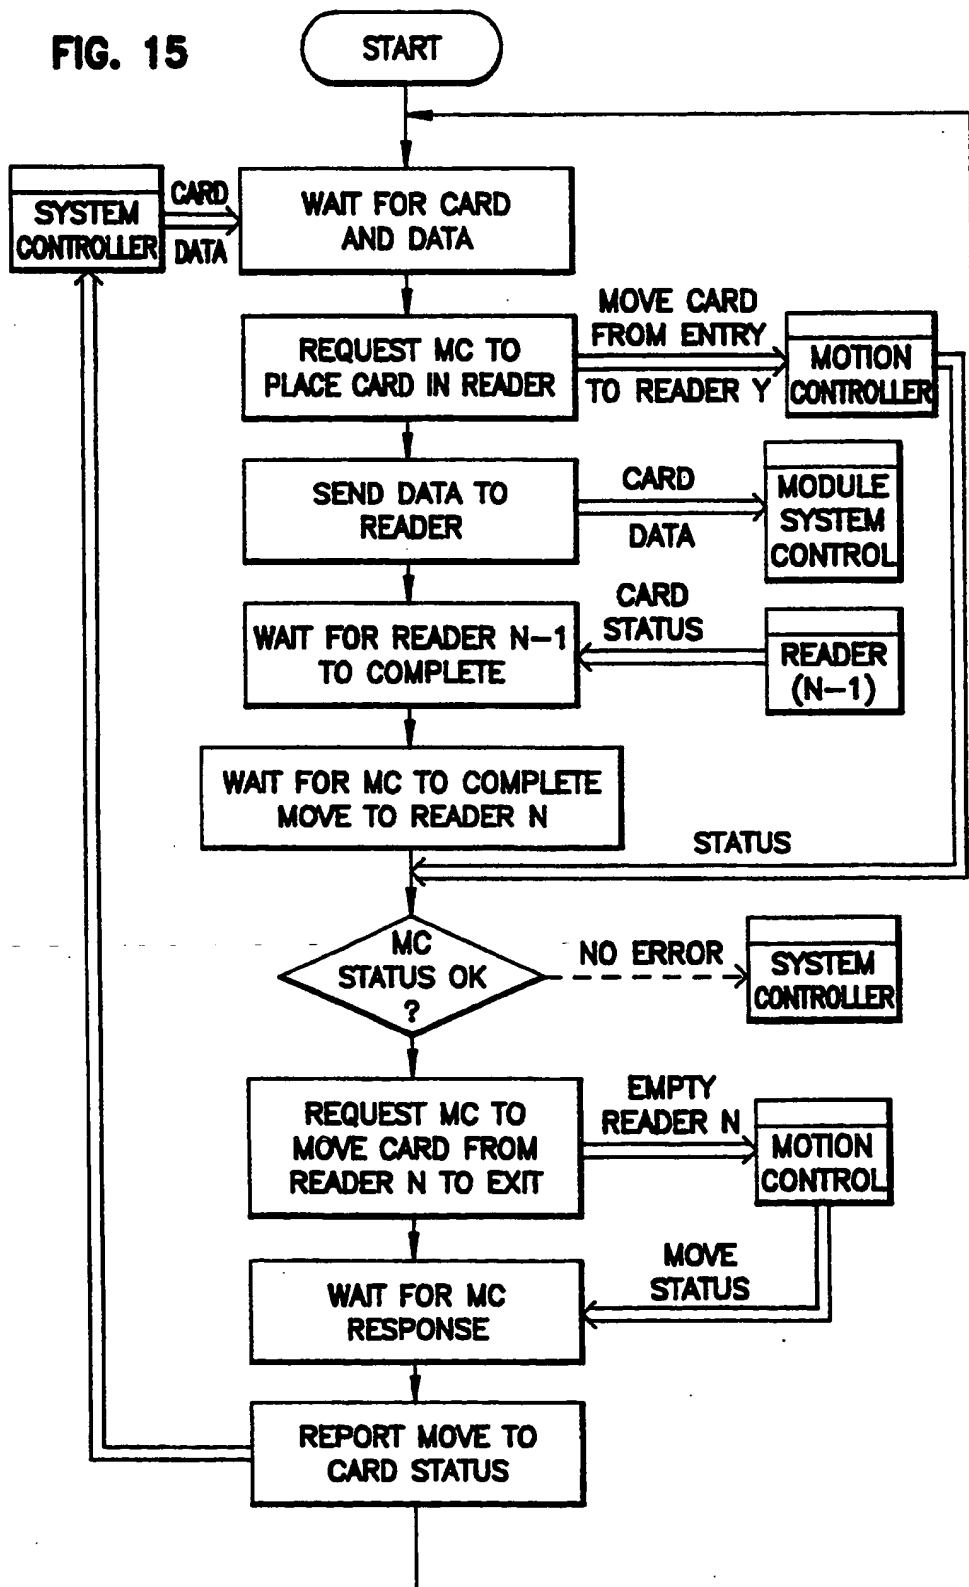 FIG. 15
START
SYSTEM
CONTROLLER
CARD
DATA
WAIT FOR CARD
AND DATA
REQUEST MC TO
PLACE CARD IN READER
MOVE CARD
FROM ENTRY
TO READER Y
MOTION
CONTROLLER
SEND DATA TO
READER
CARD
DATA
MODULE
SYSTEM
CONTROL
WAIT FOR READER N-1
TO COMPLETE
CARD
STATUS
READER
(N-1)
WAIT FOR MC TO COMPLETE
MOVE TO READER N
STATUS
MC
STATUS OK
?
NO ERROR
SYSTEM
CONTROLLER
REQUEST MC TO
MOVE CARD FROM
READER N TO EXIT
EMPTY
READER N
MOTION
CONTROL
WAIT FOR MC
RESPONSE
MOVE
STATUS
REPORT MOVE TO
CARD STATUS